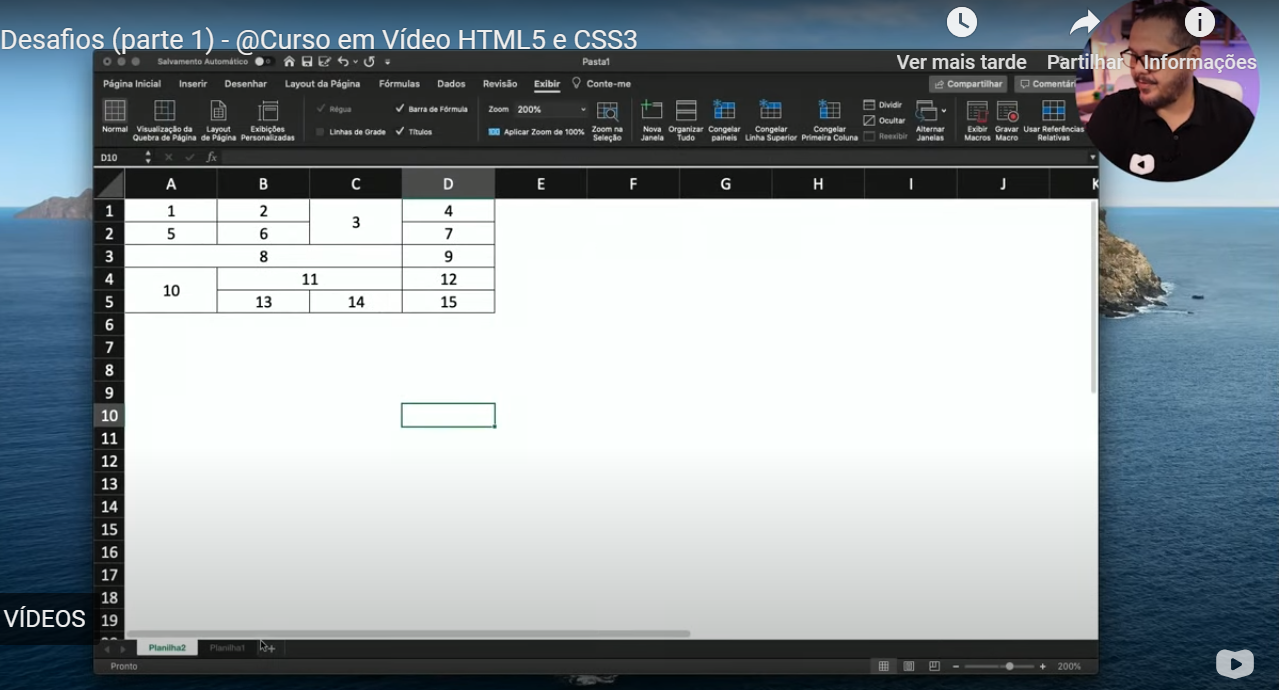 Desafios (parte 1) - @Curso em Vídeo HTML5 e CSS3
Ver mais tarde Partilhar Informações
Salvamento Automático Pasta1
Página Inicial Inserir Desenhar Layout da Página Fórmulas Dados Revisão Exibir Conte-me Compartilhar Comentári
Régua Barra de Fórmula Zoom 200% Dividir
Linhas de Grade Títulos Aplicar Zoom de 100% Ocultar
Reexibir
Normal Visualização da Layout Exibições Zoom na Nova Organizar Congelar Congelar Congelar Alternar Exibir Gravar Usar Referências
Quebra de Página da Página Personalizadas Seleção Janela Tudo painéis Linha Superior Primeira Coluna Janelas Macros Macro Relativas
D10 fx
A B C D E F G H I J K
1 1 2 3 4
2 5 6 7
3 8 9
4 10 11 12
5 13 14 15
6
7
8
9
10
11
12
13
14
15
16
17
18
19
VÍDEOS
Planilha2 Planilha1 +
Pronto 200%